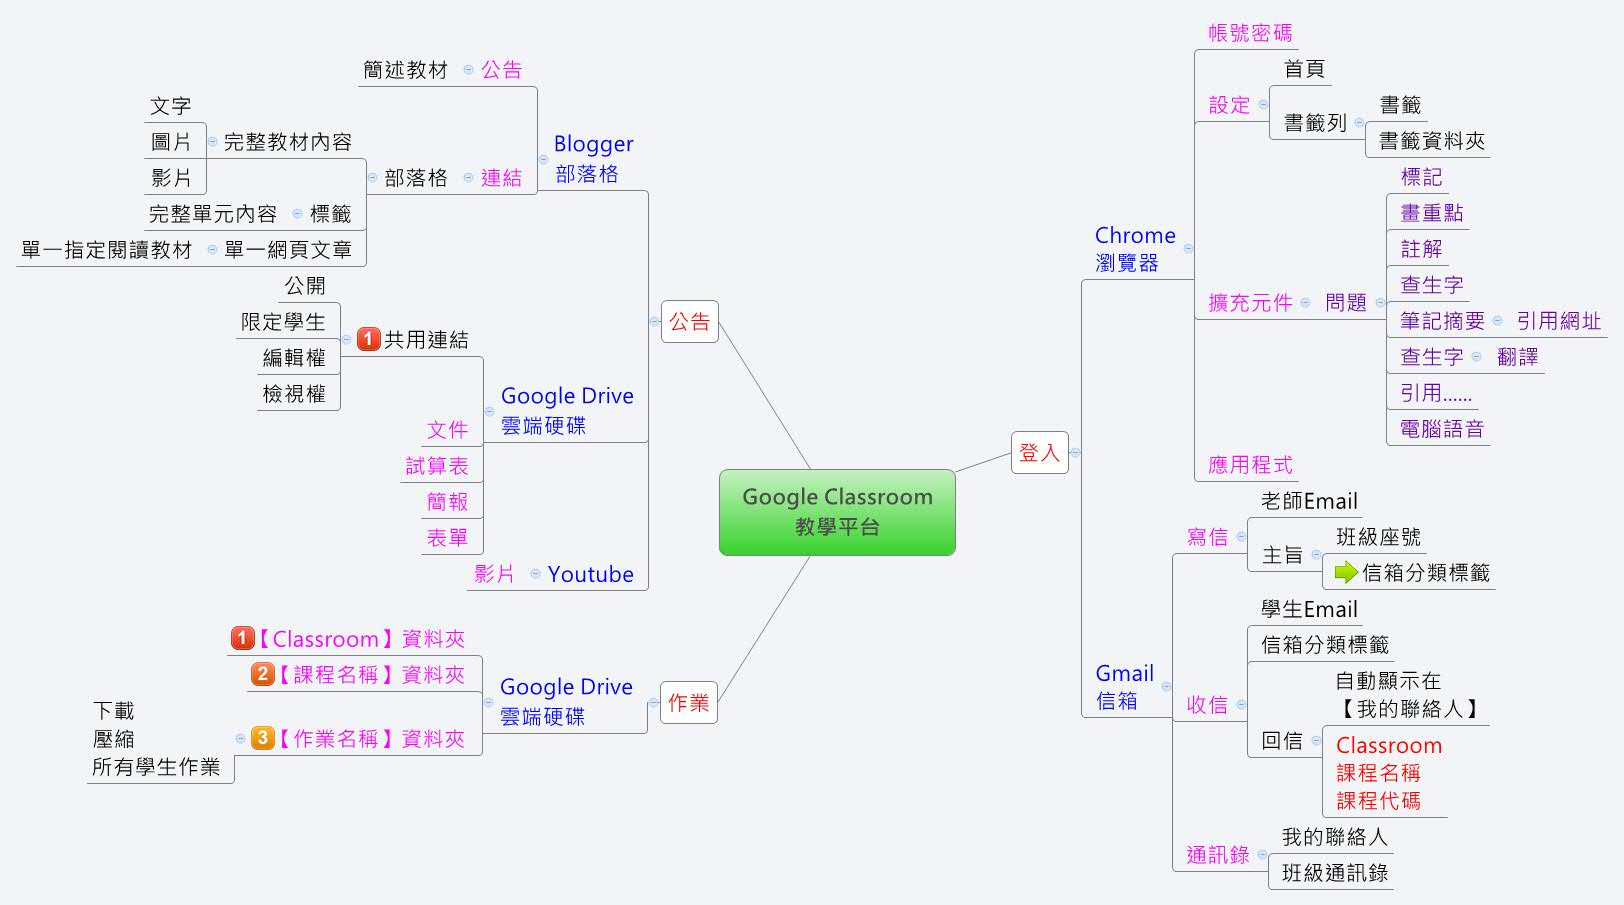 Google Classroom
教學平台
登入
Chrome
瀏覽器
帳號密碼
設定
首頁
書籤列
書籤
書籤資料夾
擴充元件
問題
標記
畫重點
註解
查生字
筆記摘要
引用網址
查生字
翻譯
引用......
電腦語音
應用程式
Gmail
信箱
寫信
老師Email
主旨
班級座號
信箱分類標籤
收信
學生Email
信箱分類標籤
回信
自動顯示在
【我的聯絡人】
Classroom
課程名稱
課程代碼
通訊錄
我的聯絡人
班級通訊錄
公告
Blogger
部落格
公告
簡述教材
連結
部落格
完整教材內容
文字
圖片
影片
標籤
完整單元內容
單一網頁文章
單一指定閱讀教材
Google Drive
雲端硬碟
1 共用連結
公開
限定學生
編輯權
檢視權
文件
試算表
簡報
表單
Youtube
影片
作業
Google Drive
雲端硬碟
1【Classroom】資料夾
2【課程名稱】資料夾
3【作業名稱】資料夾
下載
壓縮
所有學生作業